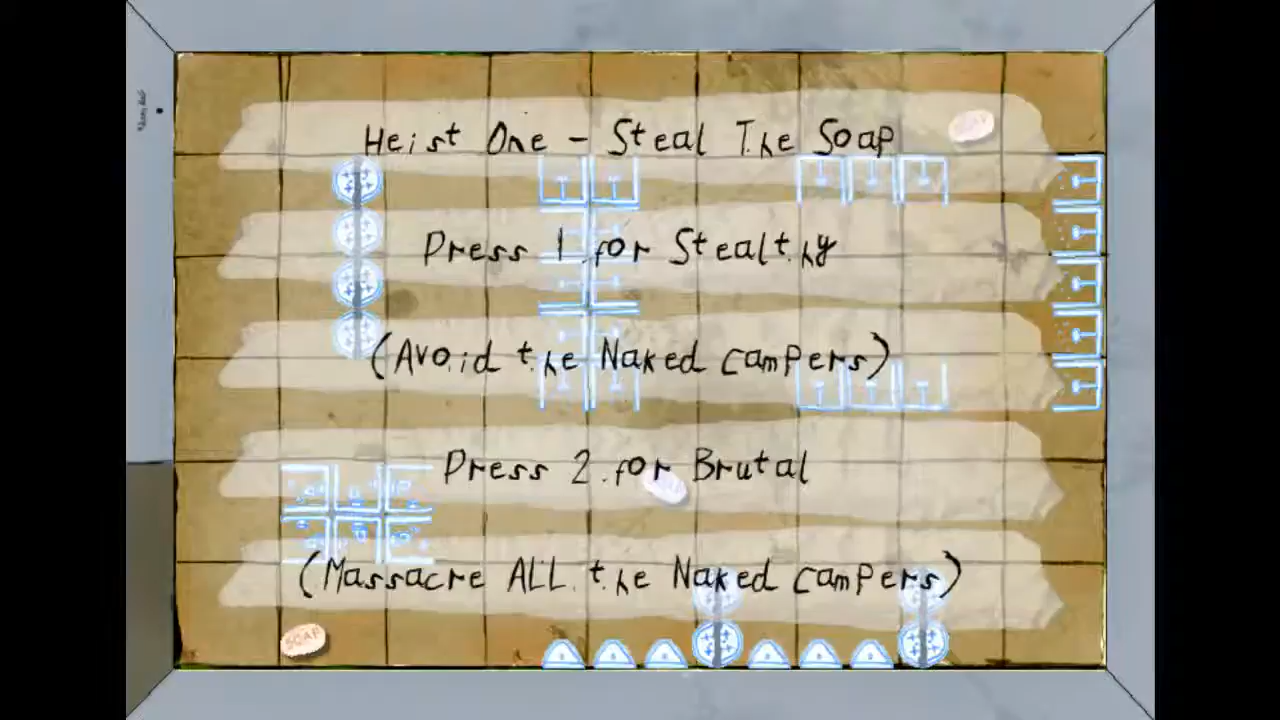 Heist One - Steal The Soap
Press 1 for Stealthy
(Avoid the Naked Campers)
Press 2 for Brutal
(Massacre ALL the Naked Campers)
SOAP